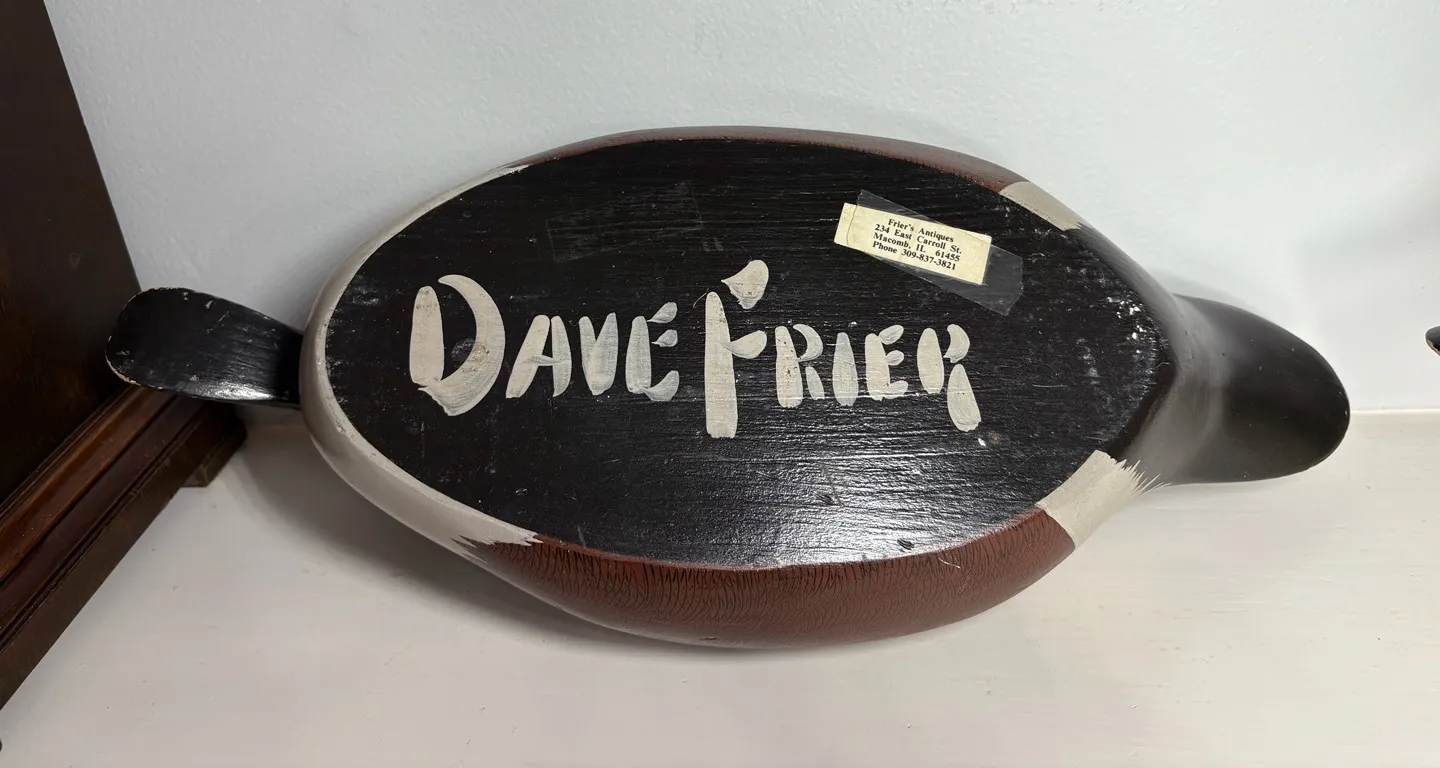 DAVE FRIER
Frier's Antiques
234 East Carroll St.
Macomb, IL 61455
Phone 309-837-3821